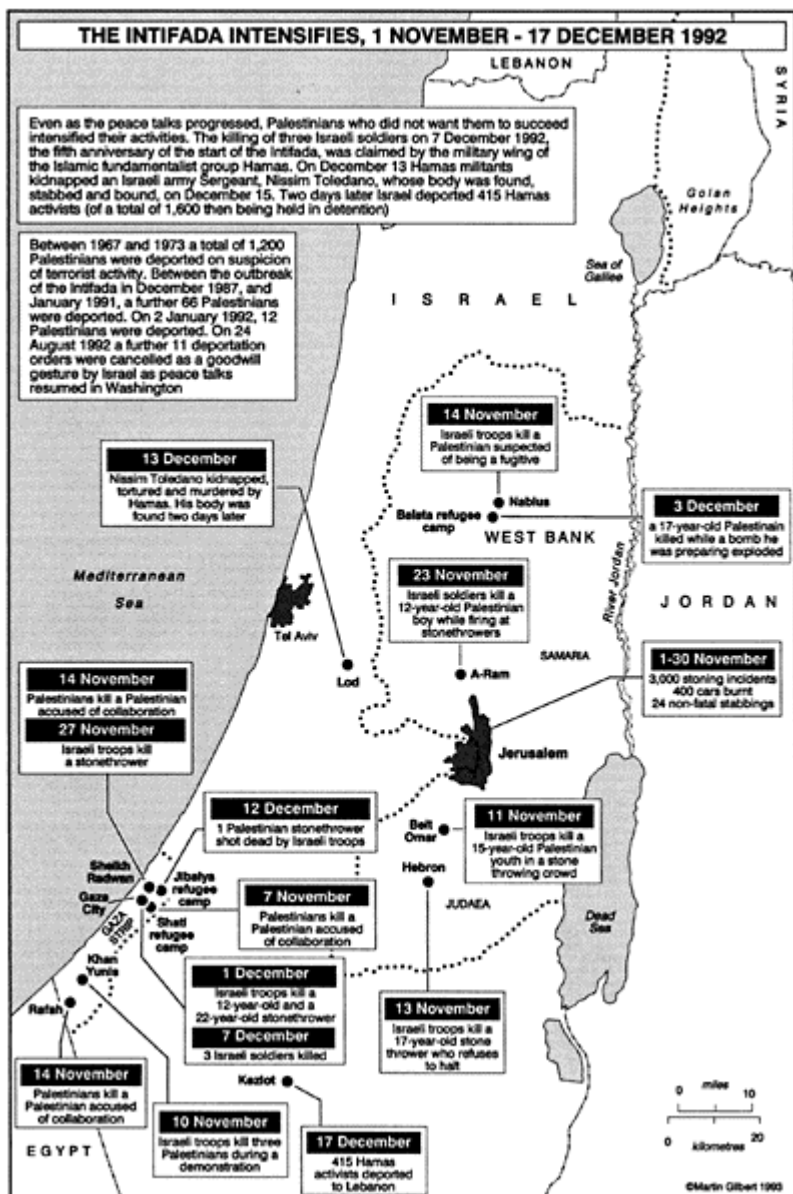 THE INTIFADA INTENSIFIES, 1 NOVEMBER - 17 DECEMBER 1992
LEBANON
SYRIA
Even as the peace talks progressed, Palestinians who did not want them to succeed
intensified their activities. The killing of three Israeli soldiers on 7 December 1992,
the fifth anniversary of the start of the Intifada, was claimed by the military wing of
the Islamic fundamentalist group Hamas. On December 13 Hamas militants
kidnapped an Israeli army Sergeant, Nissim Toledano, whose body was found,
stabbed and bound, on December 15. Two days later Israel deported 415 Hamas
activists (of a total of 1,600 then being held in detention)
Golan
Heights
Sea of
Galilee
Between 1967 and 1973 a total of 1,200
Palestinians were deported on suspicion
of terrorist activity. Between the outbreak
of the Intifada in December 1987, and
January 1991, a further 66 Palestinians
were deported. On 2 January 1992, 12
Palestinians were deported. On 24
August 1992 a further 11 deportation
orders were cancelled as a goodwill
gesture by Israel as peace talks
resumed in Washington
ISRAEL
14 November
Israeli troops kill a
Palestinian suspected
of being a fugitive
13 December
Nissim Toledano kidnapped,
tortured and murdered by
Hamas. His body was
found two days later
Nablus
Balata refugee
camp
WEST BANK
3 December
a 17-year-old Palestinain
killed while a bomb he
was preparing exploded
Mediterranean
Sea
Tel Aviv
23 November
Israeli soldiers kill a
12-year-old Palestinian
boy while firing at
stonethrowers
River Jordan
JORDAN
SAMARIA
Lod
A-Ram
1-30 November
3,000 stoning incidents
400 cars burnt
24 non-fatal stabbings
14 November
Palestinians kill a Palestinian
accused of collaboration
27 November
Israeli troops kill
a stonethrower
Jerusalem
12 December
1 Palestinian stonethrower
shot dead by Israeli troops
Beit
Omar
11 November
Israeli troops kill a
15-year-old Palestinian
youth in a stone
throwing crowd
Sheikh
Radwan
Jibalya
refugee
camp
Gaza
City
Shati
refugee
camp
GAZA
STRIP
7 November
Palestinians kill a
Palestinian accused
of collaboration
Hebron
JUDAEA
Dead
Sea
Khan
Yunis
Rafah
1 December
Israeli troops kill a
12-year-old and a
22-year-old stonethrower
7 December
3 Israeli soldiers killed
13 November
Israeli troops kill a
17-year-old stone
thrower who refuses
to halt
14 November
Palestinians kill a
Palestinian accused
of collaboration
Keziot
10 November
Israeli troops kill three
Palestinians during a
demonstration
17 December
415 Hamas
activists deported
to Lebanon
EGYPT
0 miles 10
0 20
kilometres
©Martin Gilbert 1993